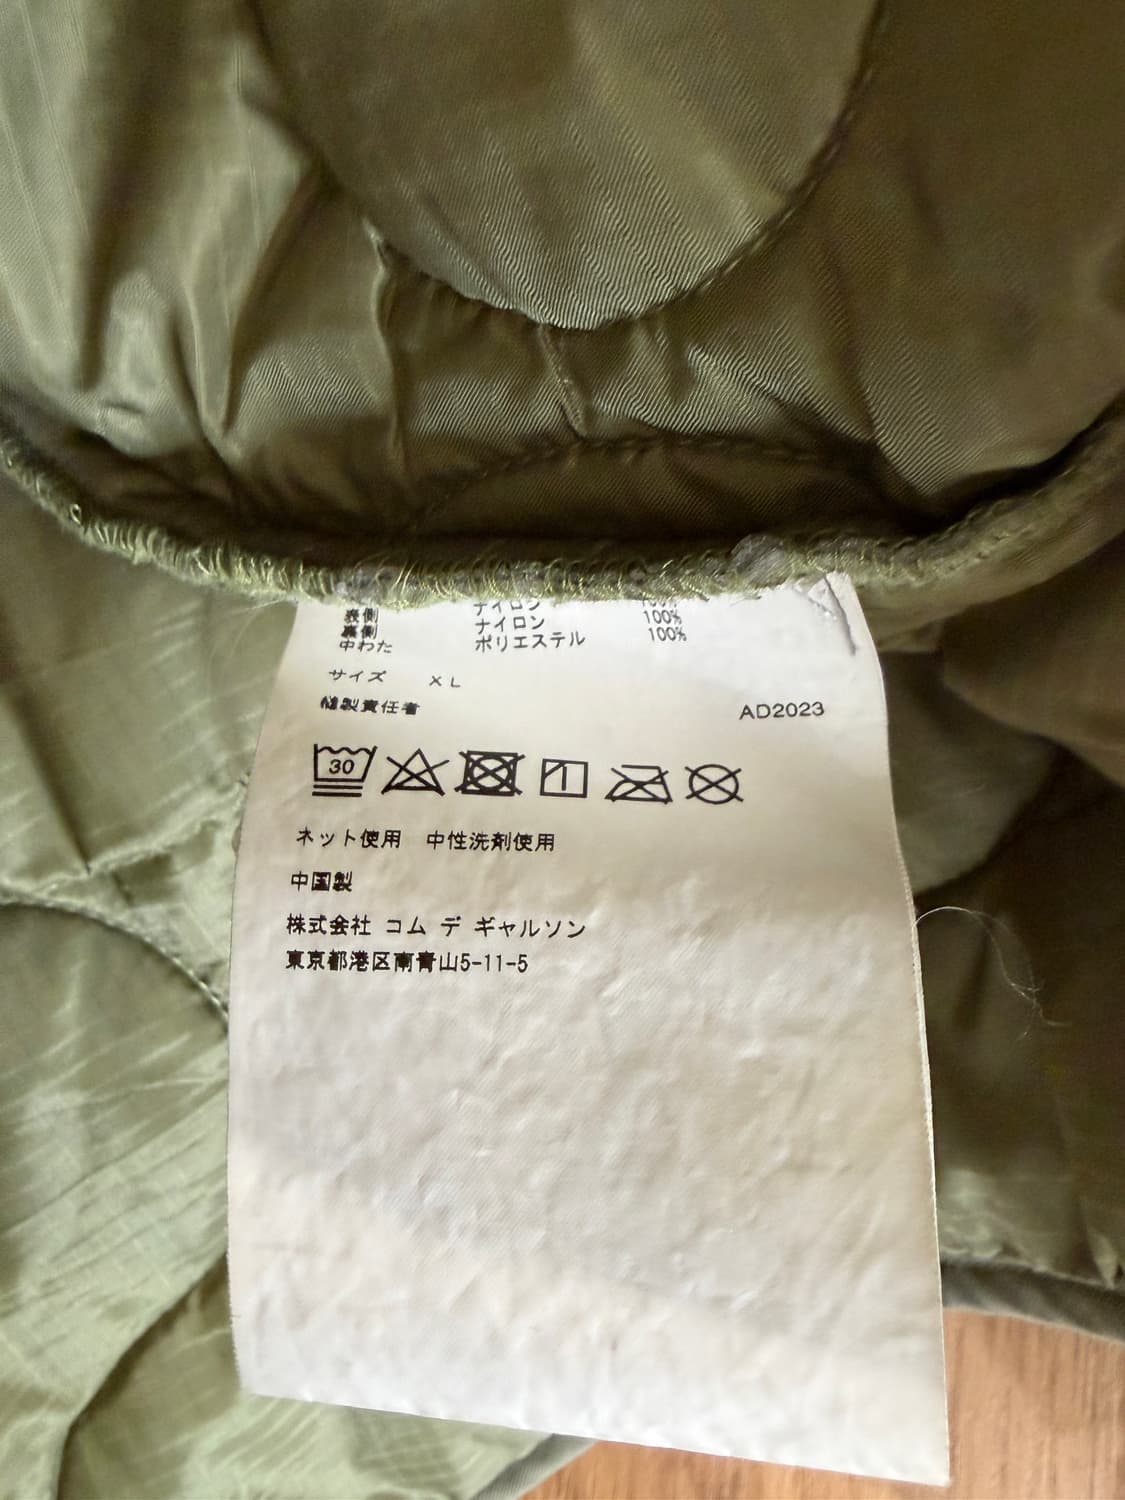 表側 ナイロン 100%
裏側 ナイロン 100%
中わた ポリエステル 100%
サイズ XL
縫製責任者 AD2023
30
ネット使用 中性洗剤使用
中国製
株式会社 コム デ ギャルソン
東京都港区南青山5-11-5